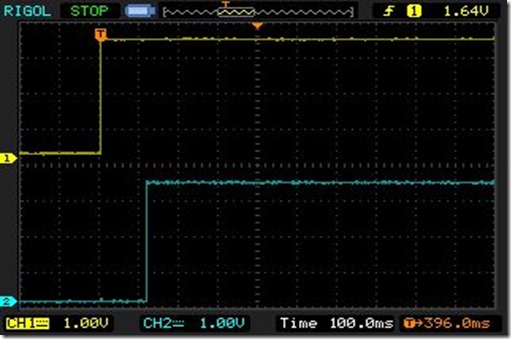 RIGOL STOP T f 1 1.64V
T
1
2
CH1 1.00V CH2 1.00V Time 100.0ms T→396.0ms